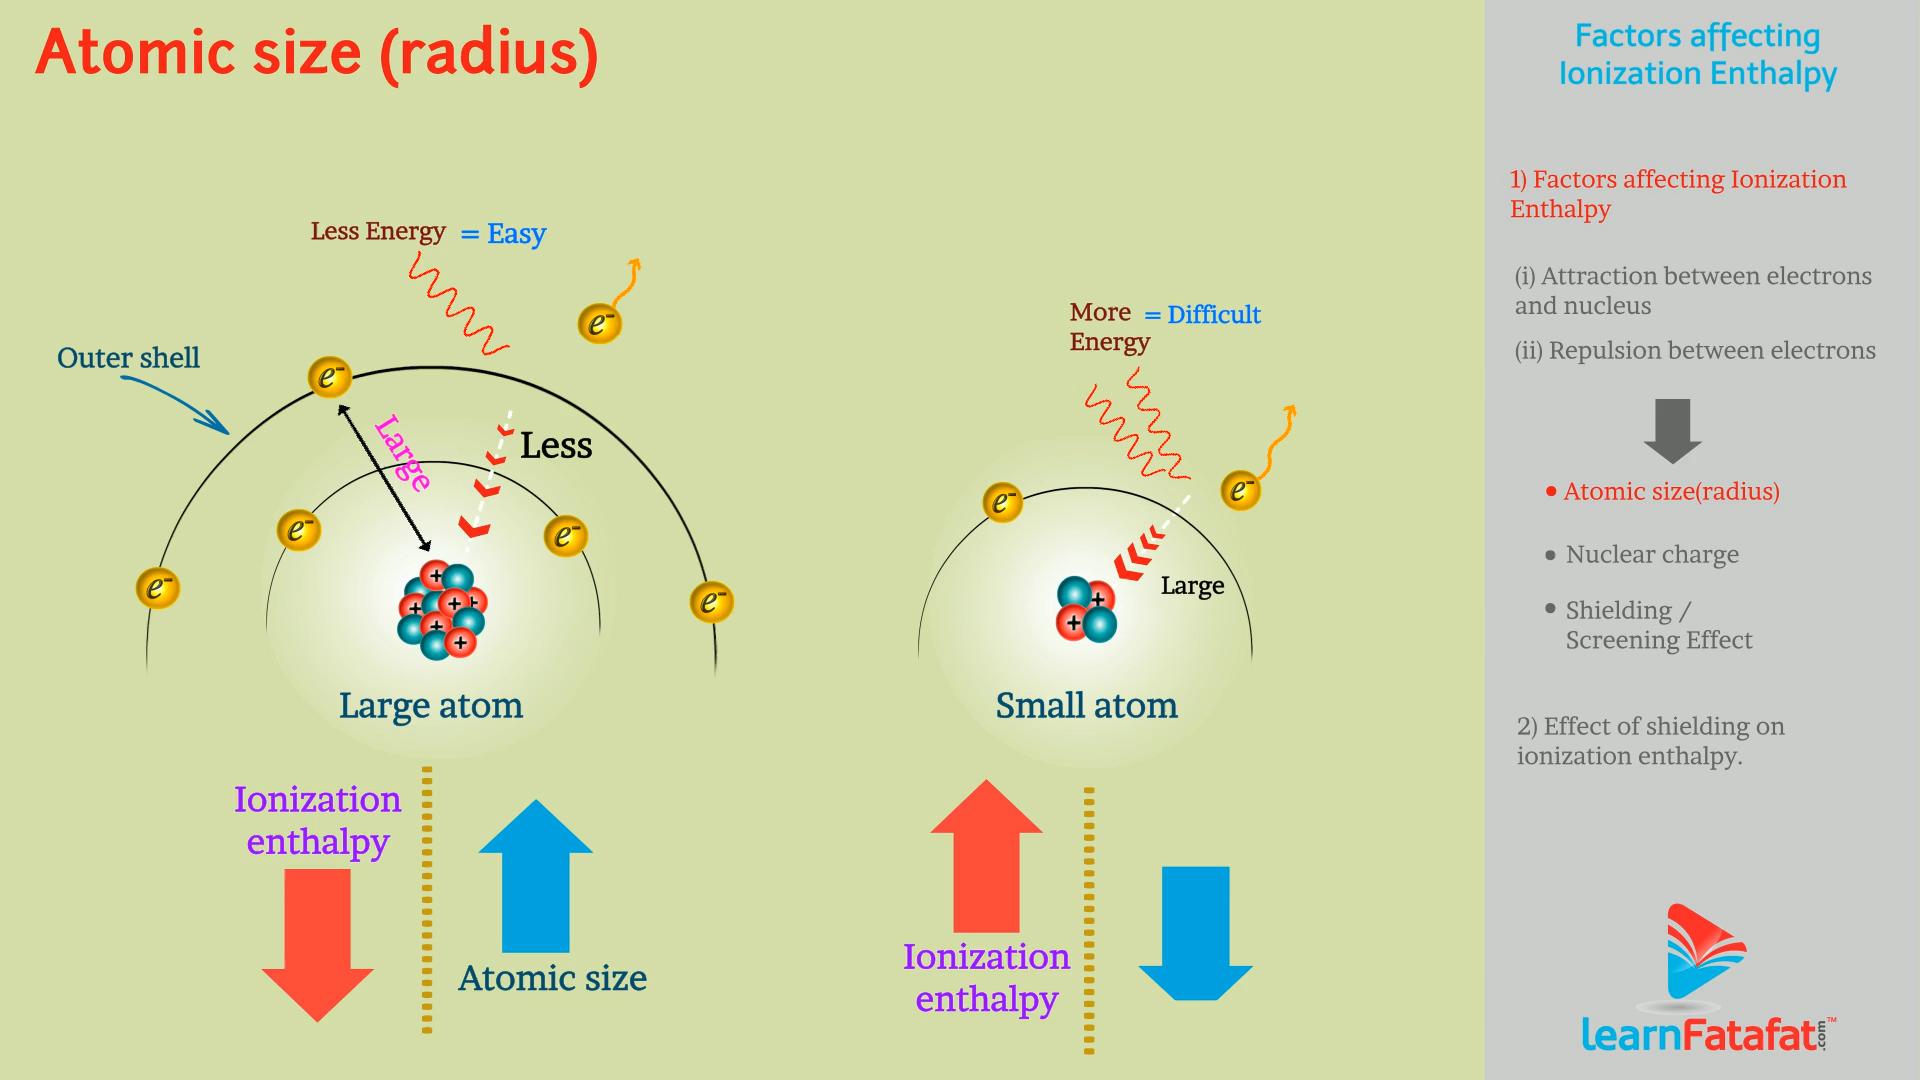 Atomic size (radius)
Less Energy = Easy
e-
Outer shell
e-
Large
Less
e-
e-
e-
e-
+
+
+
+
+
+
Large atom
Ionization
enthalpy
Atomic size
More = Difficult
Energy
e-
e-
Large
+
+
Small atom
Ionization
enthalpy
Factors affecting
Ionization Enthalpy
1) Factors affecting Ionization
Enthalpy
(i) Attraction between electrons
and nucleus
(ii) Repulsion between electrons
• Atomic size(radius)
• Nuclear charge
• Shielding /
Screening Effect
2) Effect of shielding on
ionization enthalpy.
learnFatafat.com™